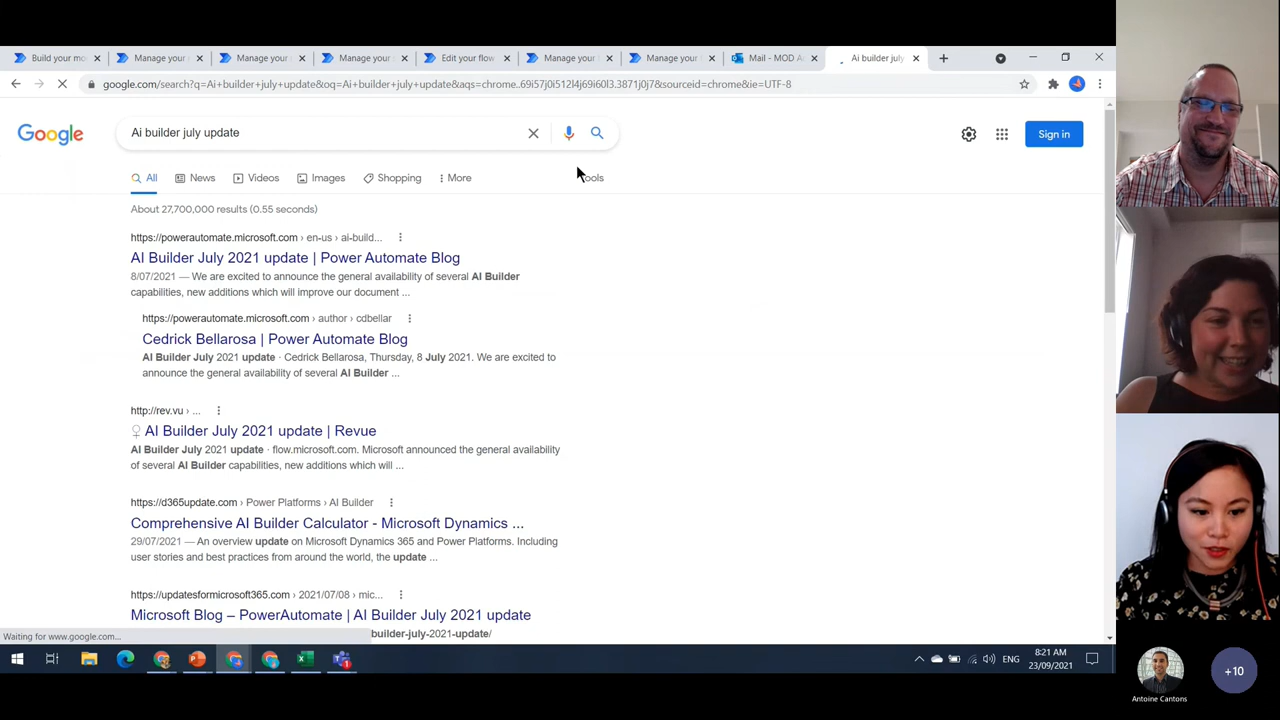 Build your mo
Manage your
Manage your
Manage your
Edit your flow
Manage your
Manage your
Mail - MOD A
Ai builder july
google.com/search?q=Ai+builder+july+update&oq=Ai+builder+july+update&aqs=chrome..69i57j0i512l4j69i60l3.3871j0j7&sourceid=chrome&ie=UTF-8
Google
Ai builder july update
Sign in
All
News
Videos
Images
Shopping
More
ools
About 27,700,000 results (0.55 seconds)
https://powerautomate.microsoft.com › en-us › ai-build...
AI Builder July 2021 update | Power Automate Blog
8/07/2021 — We are excited to announce the general availability of several AI Builder
capabilities, new additions which will improve our document ...
https://powerautomate.microsoft.com › author › cdbellar
Cedrick Bellarosa | Power Automate Blog
AI Builder July 2021 update · Cedrick Bellarosa, Thursday, 8 July 2021. We are excited to
announce the general availability of several AI Builder ...
http://rev.vu › ...
♀ AI Builder July 2021 update | Revue
AI Builder July 2021 update · flow.microsoft.com. Microsoft announced the general availability
of several AI Builder capabilities, new additions which will ...
https://d365update.com › Power Platforms › AI Builder
Comprehensive AI Builder Calculator - Microsoft Dynamics ...
29/07/2021 — An overview update on Microsoft Dynamics 365 and Power Platforms. Including
user stories and best practices from around the world, the update ...
https://updatesformicrosoft365.com › 2021/07/08 › mic...
Microsoft Blog – PowerAutomate | AI Builder July 2021 update
builder-july-2021-update/
Waiting for www.google.com...
ENG
8:21 AM
23/09/2021
Antoine Cantons
+10